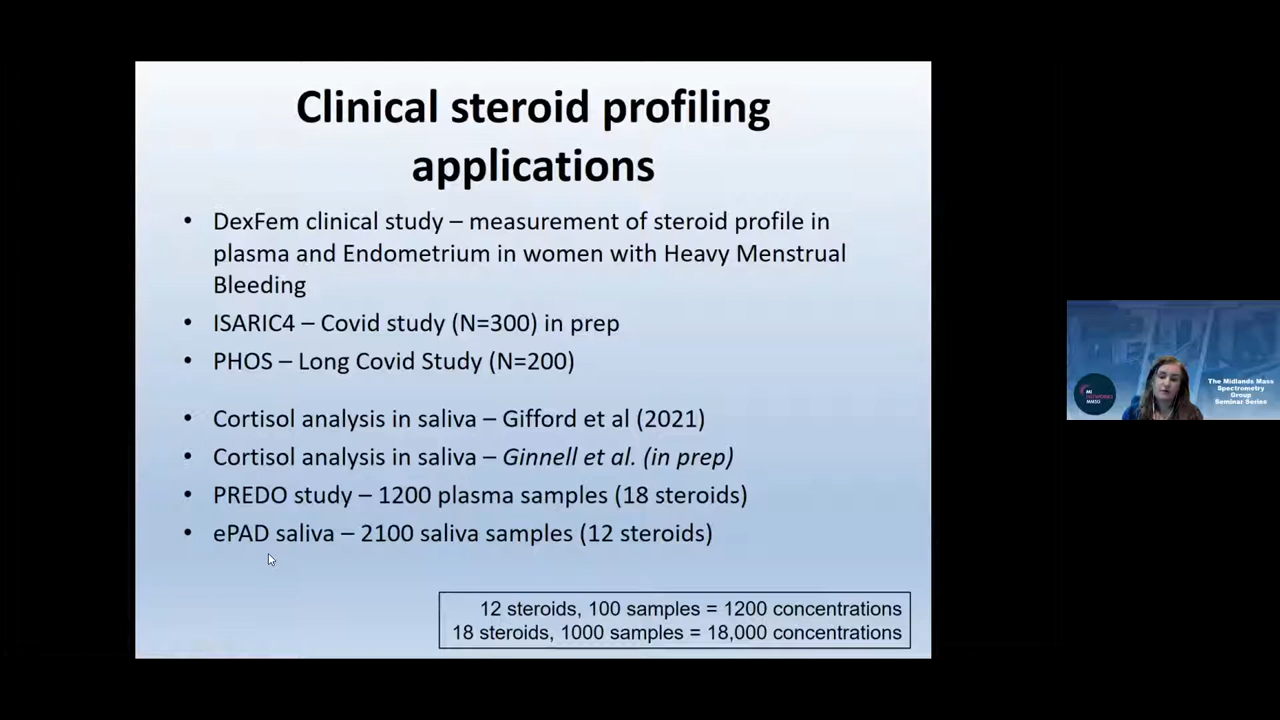 Clinical steroid profiling
applications
• DexFem clinical study – measurement of steroid profile in
plasma and Endometrium in women with Heavy Menstrual
Bleeding
• ISARIC4 – Covid study (N=300) in prep
• PHOS – Long Covid Study (N=200)
• Cortisol analysis in saliva – Gifford et al (2021)
• Cortisol analysis in saliva – Ginnell et al. (in prep)
• PREDO study – 1200 plasma samples (18 steroids)
• ePAD saliva – 2100 saliva samples (12 steroids)
12 steroids, 100 samples = 1200 concentrations
18 steroids, 1000 samples = 18,000 concentrations
The Midlands Mass
Spectrometry
Group
Seminar Series